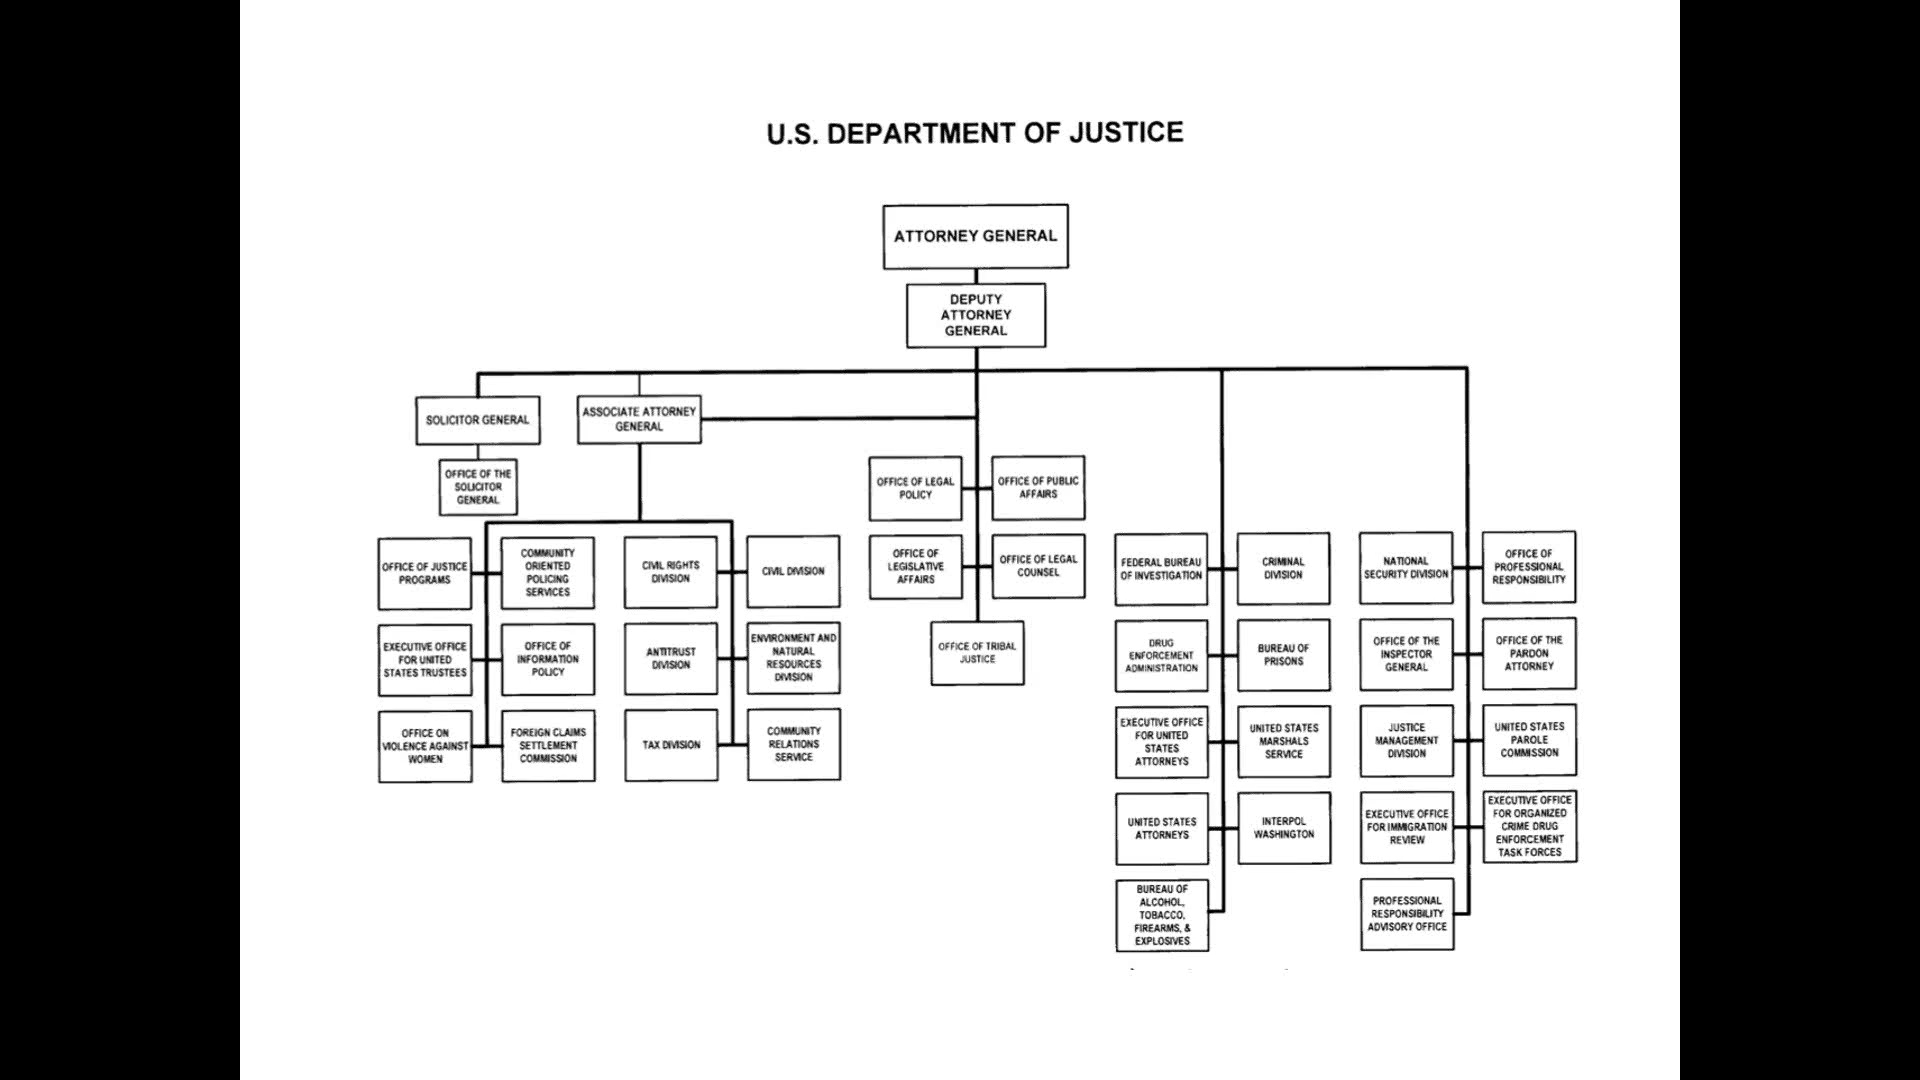 U.S. DEPARTMENT OF JUSTICE
ATTORNEY GENERAL
DEPUTY
ATTORNEY
GENERAL
SOLICITOR GENERAL
ASSOCIATE ATTORNEY
GENERAL
OFFICE OF THE
SOLICITOR
GENERAL
OFFICE OF LEGAL
POLICY
OFFICE OF PUBLIC
AFFAIRS
OFFICE OF
LEGISLATIVE
AFFAIRS
OFFICE OF LEGAL
COUNSEL
OFFICE OF TRIBAL
JUSTICE
OFFICE OF JUSTICE
PROGRAMS
COMMUNITY
ORIENTED
POLICING
SERVICES
CIVIL RIGHTS
DIVISION
CIVIL DIVISION
EXECUTIVE OFFICE
FOR UNITED
STATES TRUSTEES
OFFICE OF
INFORMATION
POLICY
ANTITRUST
DIVISION
ENVIRONMENT AND
NATURAL
RESOURCES
DIVISION
OFFICE ON
VIOLENCE AGAINST
WOMEN
FOREIGN CLAIMS
SETTLEMENT
COMMISSION
TAX DIVISION
COMMUNITY
RELATIONS
SERVICE
FEDERAL BUREAU
OF INVESTIGATION
CRIMINAL
DIVISION
NATIONAL
SECURITY DIVISION
OFFICE OF
PROFESSIONAL
RESPONSIBILITY
DRUG
ENFORCEMENT
ADMINISTRATION
BUREAU OF
PRISONS
OFFICE OF THE
INSPECTOR
GENERAL
OFFICE OF THE
PARDON
ATTORNEY
EXECUTIVE OFFICE
FOR UNITED
STATES
ATTORNEYS
UNITED STATES
MARSHALS
SERVICE
JUSTICE
MANAGEMENT
DIVISION
UNITED STATES
PAROLE
COMMISSION
UNITED STATES
ATTORNEYS
INTERPOL
WASHINGTON
EXECUTIVE OFFICE
FOR IMMIGRATION
REVIEW
EXECUTIVE OFFICE
FOR ORGANIZED
CRIME DRUG
ENFORCEMENT
TASK FORCES
BUREAU OF
ALCOHOL,
TOBACCO,
FIREARMS, &
EXPLOSIVES
PROFESSIONAL
RESPONSIBILITY
ADVISORY OFFICE